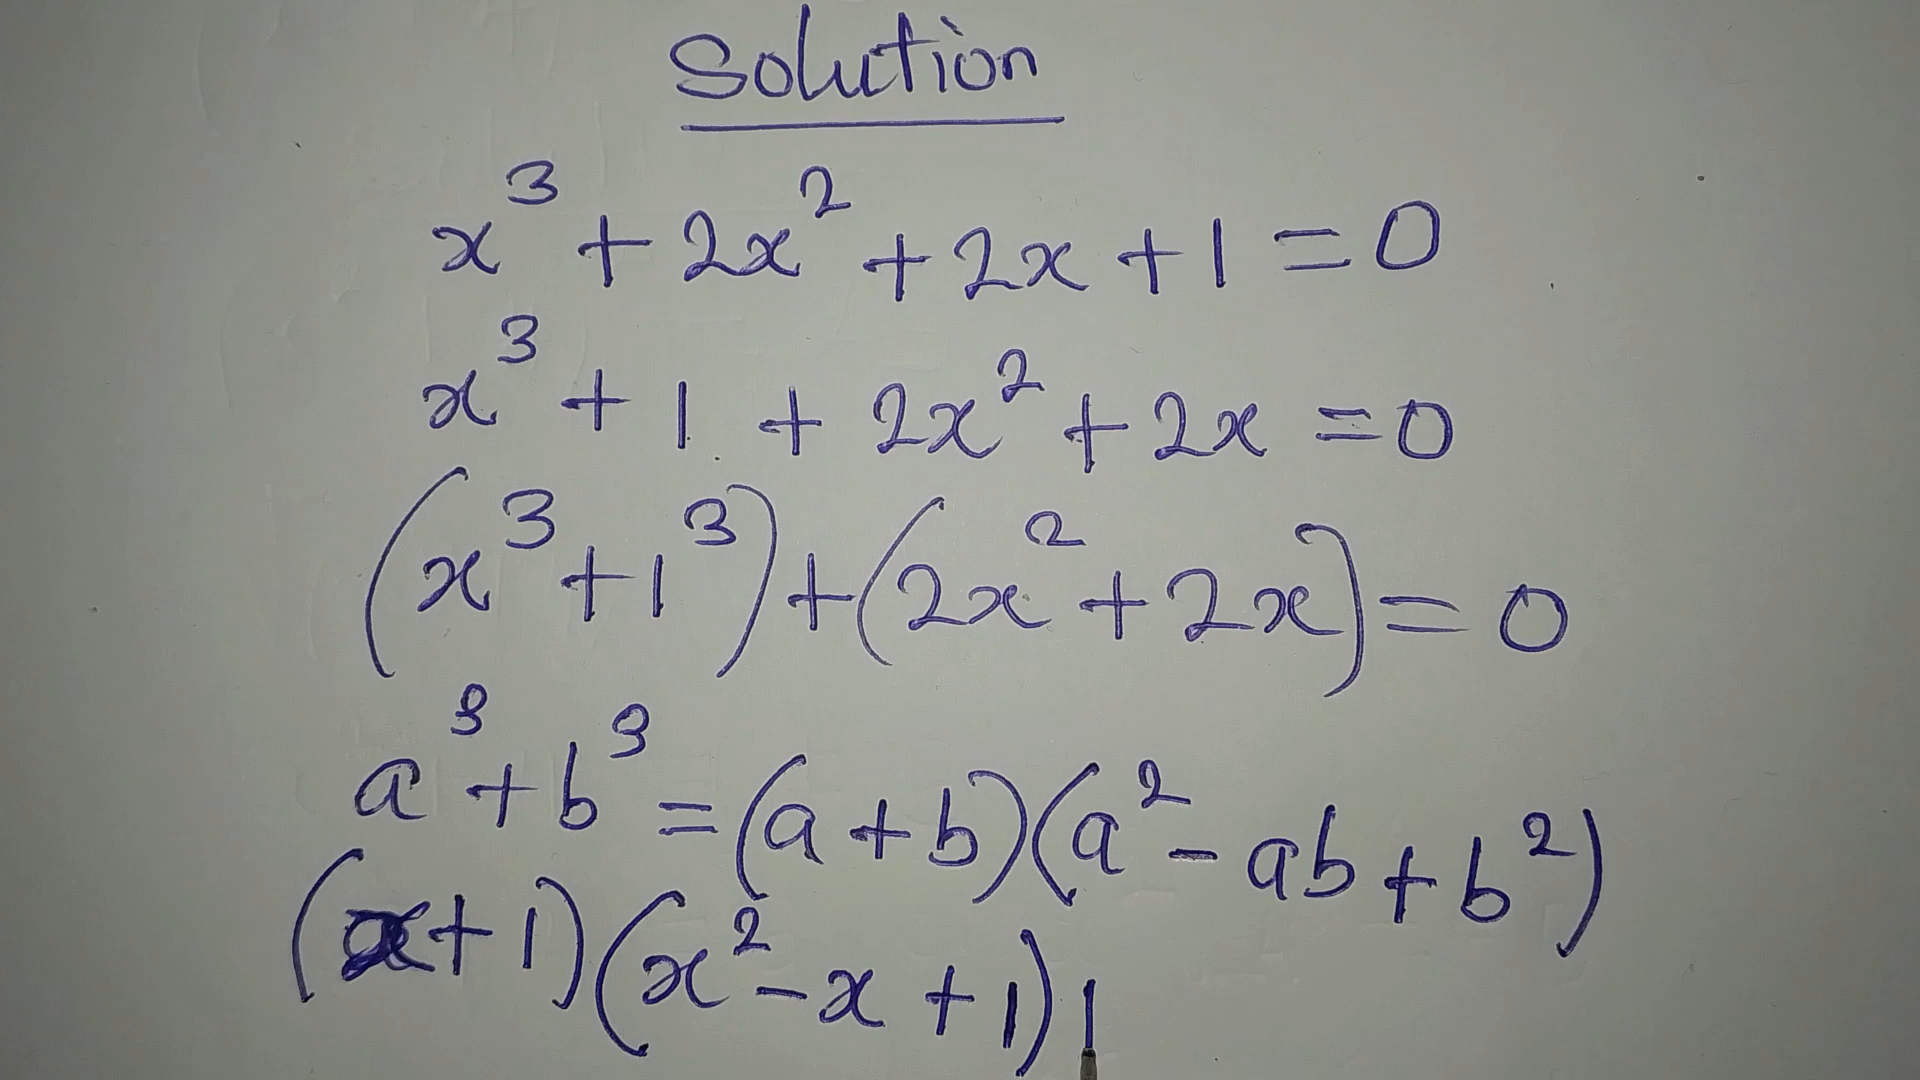 Solution
x³ + 2x² + 2x + 1 = 0
x³ + 1 + 2x² + 2x = 0
(x³ + 1³) + (2x² + 2x) = 0
a³ + b³ = (a + b)(a² - ab + b²)
(x + 1)(x² - x + 1) |